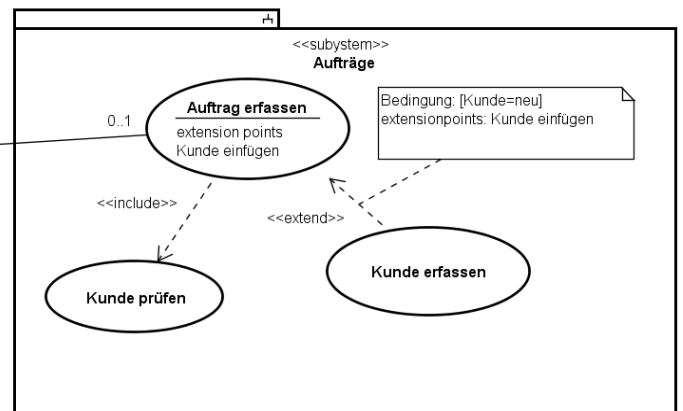 <<subystem>>
Aufträge
Auftrag erfassen
extension points
Kunde einfügen
0..1
Bedingung: [Kunde=neu]
extensionpoints: Kunde einfügen
<<include>>
<<extend>>
Kunde prüfen
Kunde erfassen